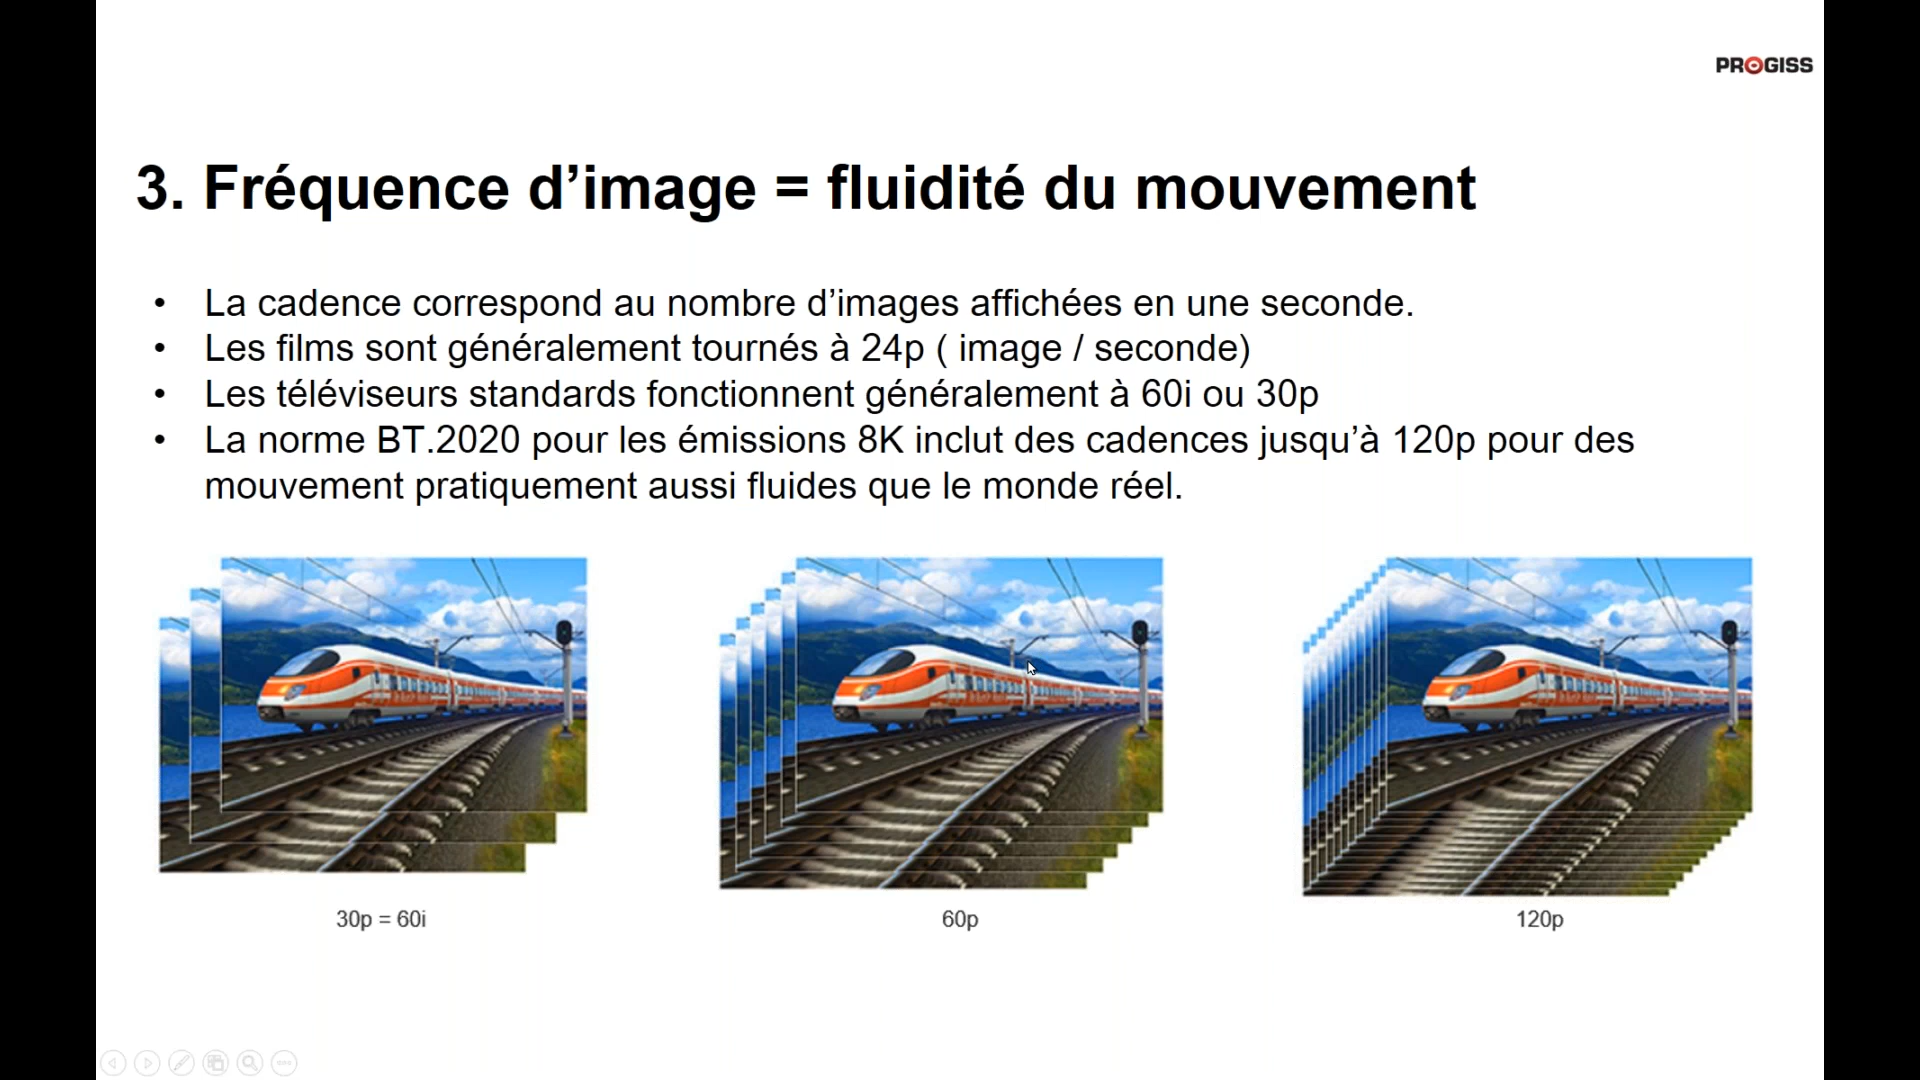 PROGISS
3. Fréquence d’image = fluidité du mouvement
• La cadence correspond au nombre d’images affichées en une seconde.
• Les films sont généralement tournés à 24p ( image / seconde)
• Les téléviseurs standards fonctionnent généralement à 60i ou 30p
• La norme BT.2020 pour les émissions 8K inclut des cadences jusqu’à 120p pour des
mouvement pratiquement aussi fluides que le monde réel.
30p = 60i
60p
120p